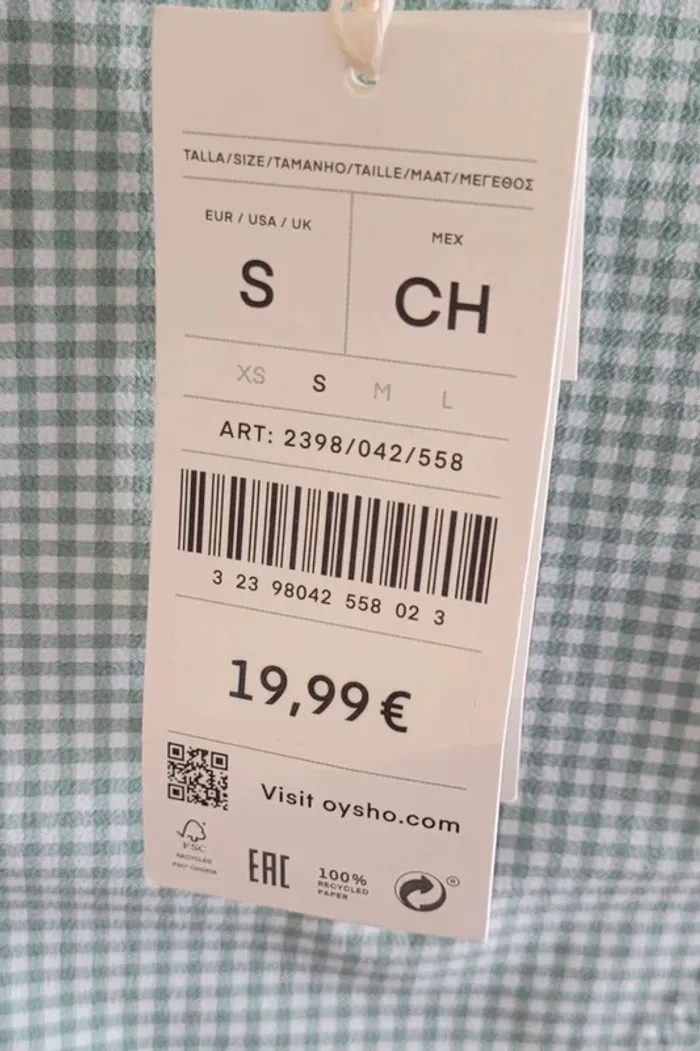 TALLA/SIZE/TAMANHO/TAILLE/MAAT/ΜΕΓΕΘΟΣ
EUR / USA / UK
MEX
S
CH
XS S M L
ART: 2398/042/558
3 23 98042 558 02 3
19,99 €
Visit oysho.com
FSC
RECYCLED
EAC
100%
RECYCLED
PAPER
®